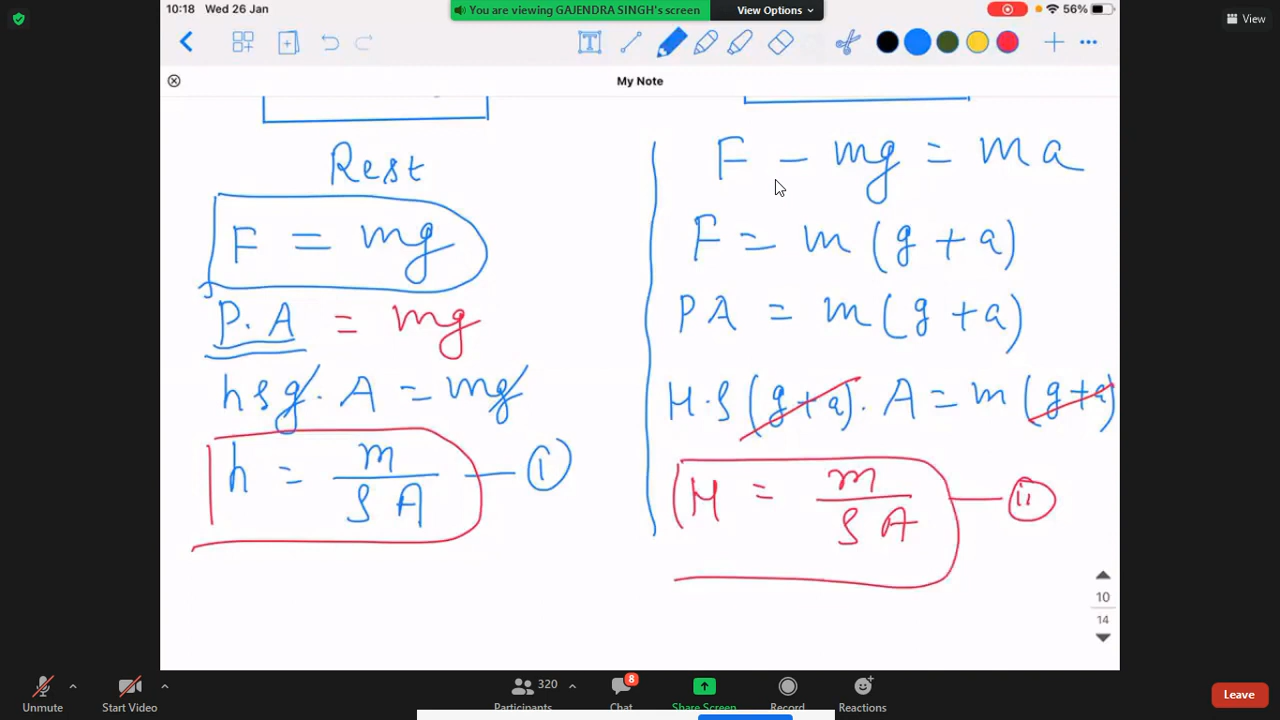 10:18 Wed 26 Jan
You are viewing GAJENDRA SINGH's screen
View Options
56%
View
My Note
Rest
F = mg
P.A = mg
hρg. A = mg
h = m / ρ A — (i)
F - mg = ma
F = m (g + a)
PA = m (g + a)
H.ρ (g + a). A = m (g + a)
H = m / ρ A — (ii)
10
14
Unmute
Start Video
320
Participants
8
Chat
Share Screen
Record
Reactions
Leave